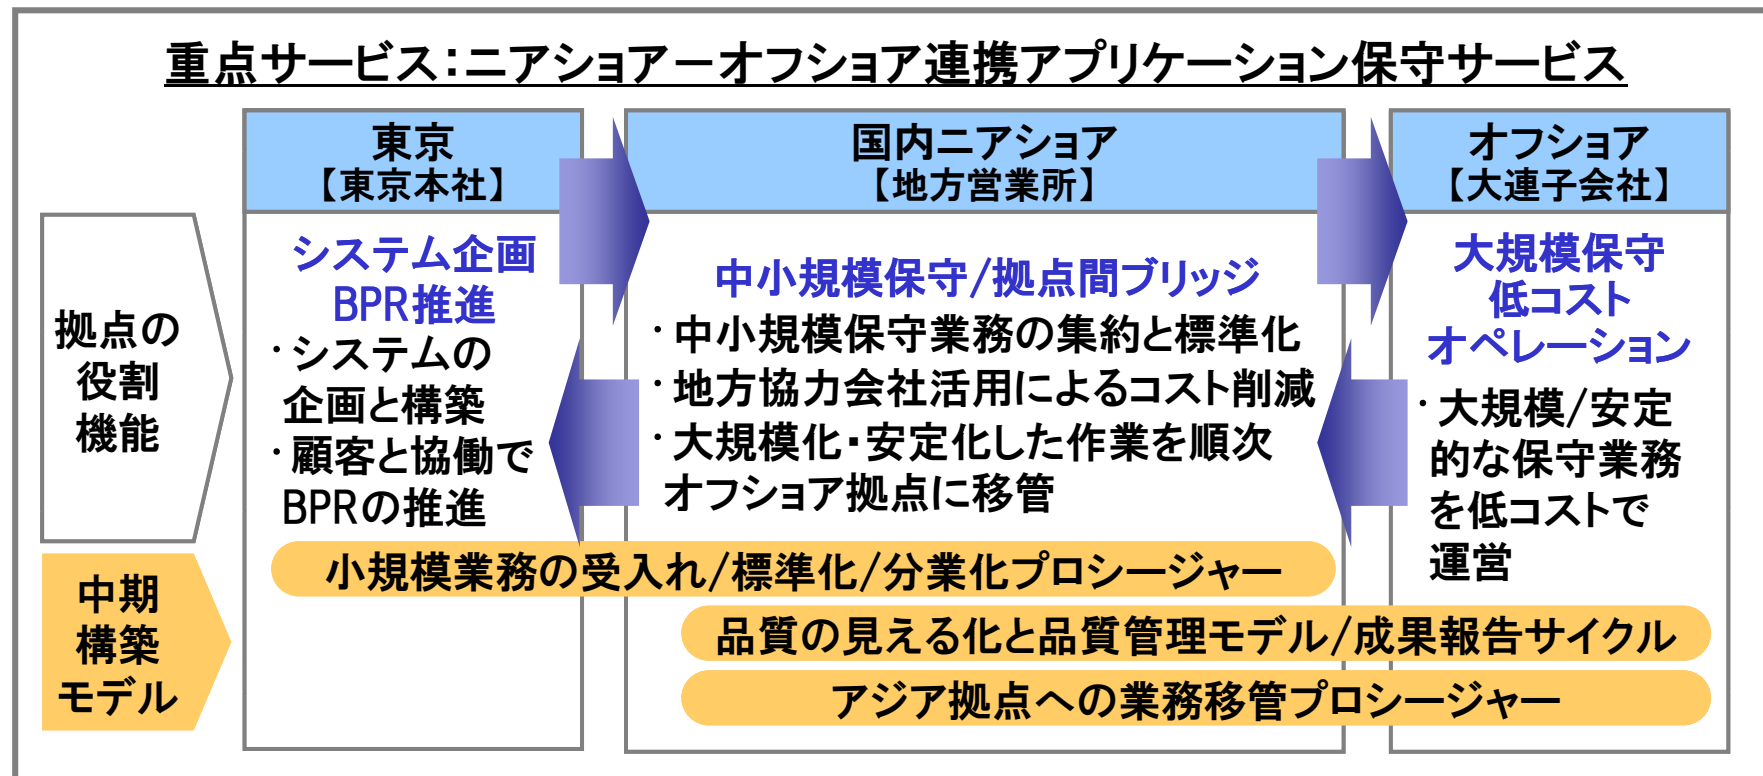 重点サービス：ニアショアーオフショア連携アプリケーション保守サービス
東京
【東京本社】
国内ニアショア
【地方営業所】
オフショア
【大連子会社】
拠点の
役割
機能
システム企画
BPR推進
・システムの
企画と構築
・顧客と協働で
BPRの推進
中小規模保守/拠点間ブリッジ
・中小規模保守業務の集約と標準化
・地方協力会社活用によるコスト削減
・大規模化・安定化した作業を順次
オフショア拠点に移管
大規模保守
低コスト
オペレーション
・大規模/安定
的な保守業務
を低コストで
運営
中期
構築
モデル
小規模業務の受入れ/標準化/分業化プロシージャー
品質の見える化と品質管理モデル/成果報告サイクル
アジア拠点への業務移管プロシージャー